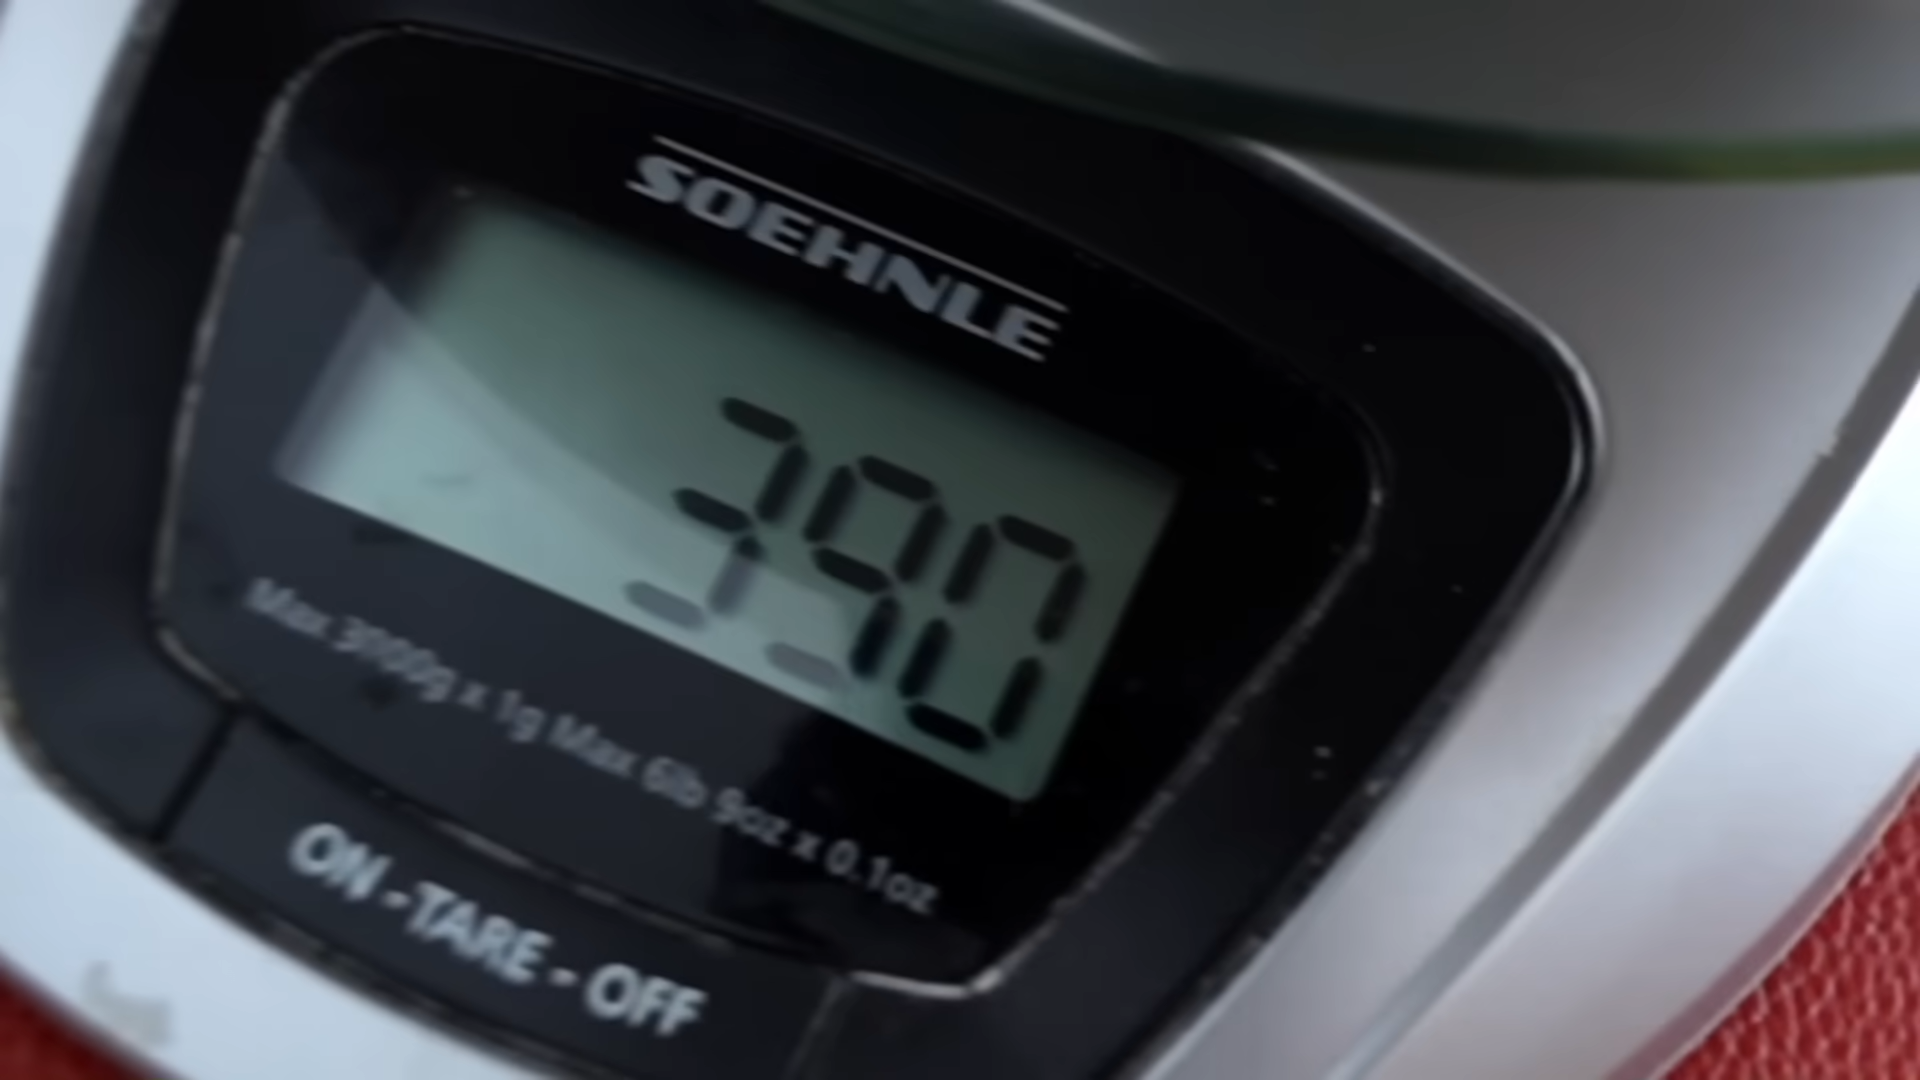 SOEHNLE
390
Max 3000g x 1g Max 6lb 9oz x 0.1oz
ON - TARE - OFF